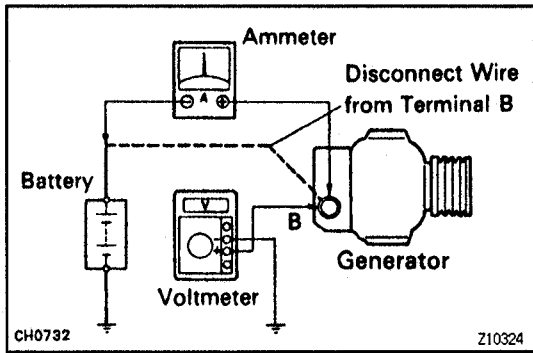 Ammeter
⊖ A ⊕
Disconnect Wire
from Terminal B
Battery
V
B
Generator
Voltmeter
CH0732
Z10324